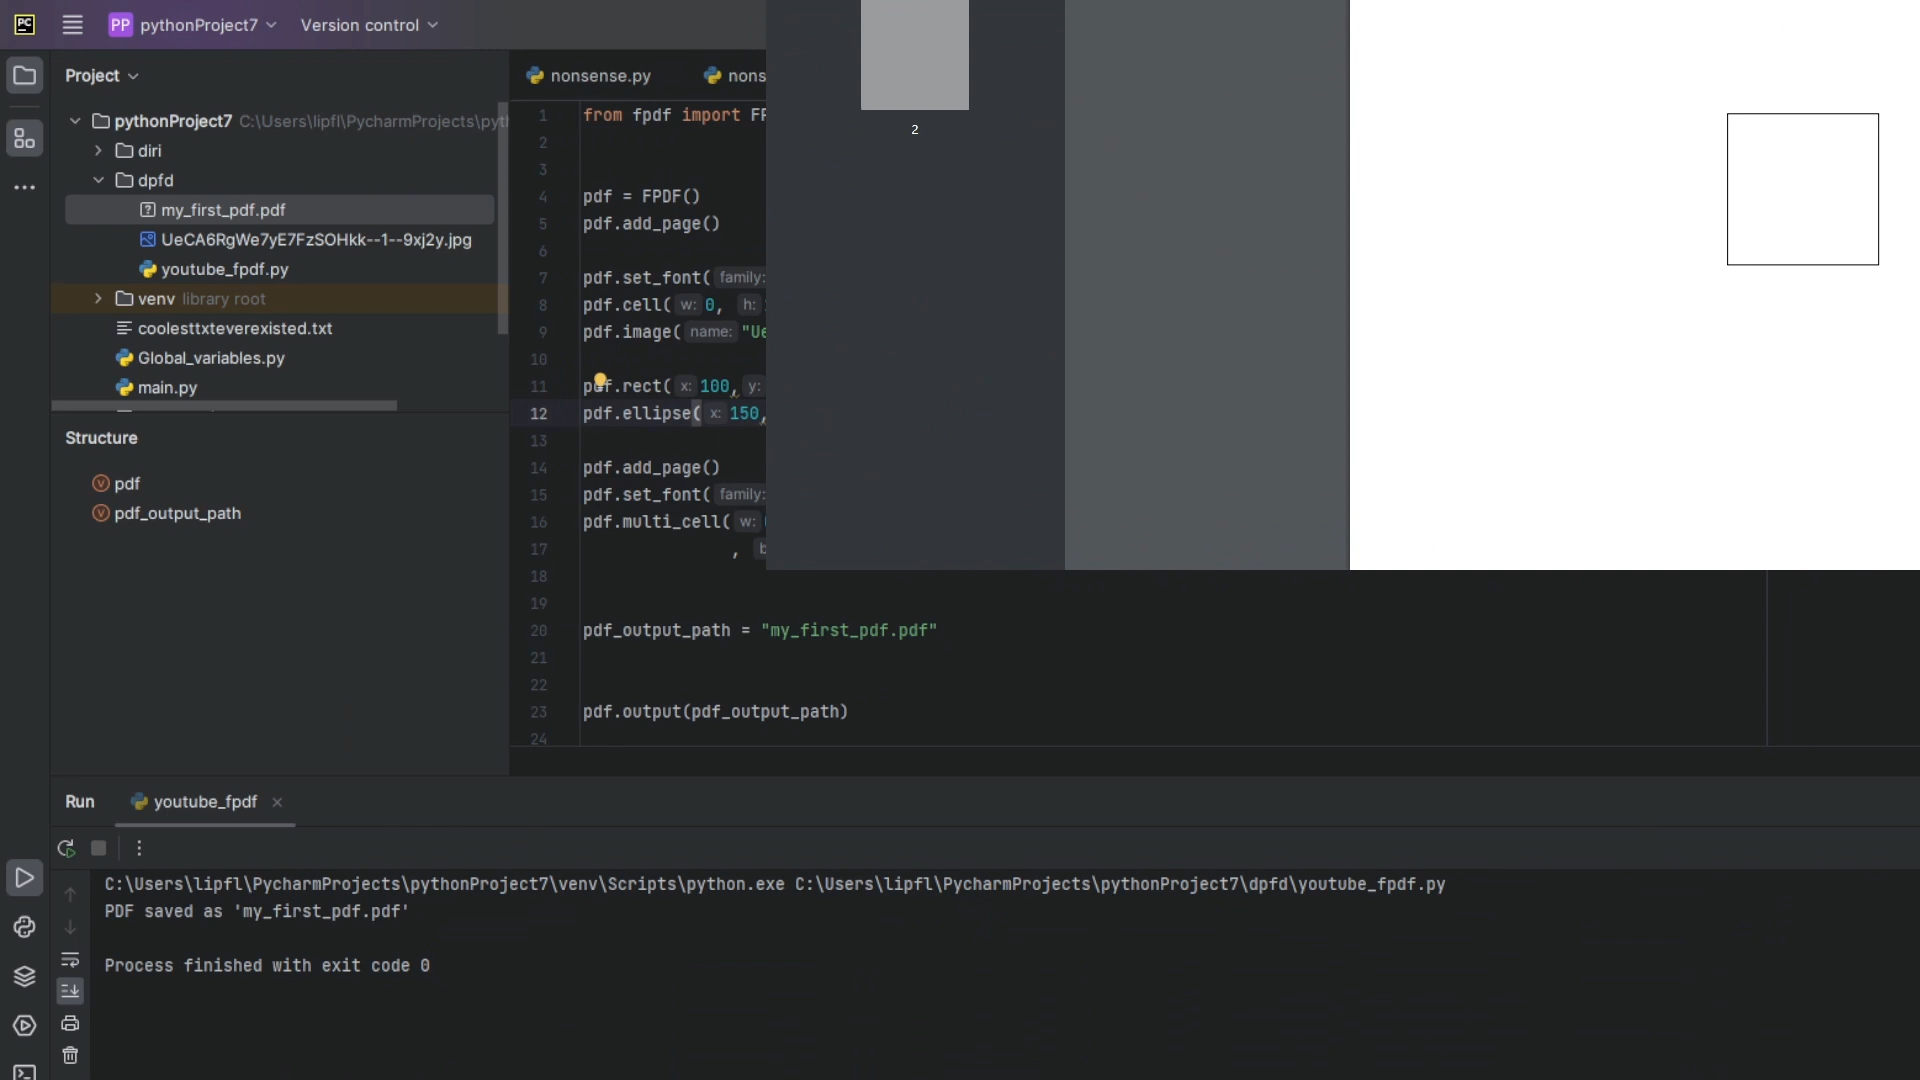 PC
PP pythonProject7
Version control
Project
pythonProject7 C:\Users\lipfl\PycharmProjects\pyth
diri
dpfd
my_first_pdf.pdf
UeCA6RgWe7yE7FzSOHkk--1--9xj2y.jpg
youtube_fpdf.py
venv library root
coolesttxteverexisted.txt
Global_variables.py
main.py
Structure
pdf
pdf_output_path
nonsense.py
nons
1 from fpdf import FP
2
3
4 pdf = FPDF()
5 pdf.add_page()
6
7 pdf.set_font( family:
8 pdf.cell( w: 0, h:
9 pdf.image( name: "Ue
10
11 pdf.rect( x: 100, y:
12 pdf.ellipse( x: 150,
13
14 pdf.add_page()
15 pdf.set_font( family:
16 pdf.multi_cell( w:
17 , b
18
19
20 pdf_output_path = "my_first_pdf.pdf"
21
22
23 pdf.output(pdf_output_path)
24
2
Run
youtube_fpdf
C:\Users\lipfl\PycharmProjects\pythonProject7\venv\Scripts\python.exe C:\Users\lipfl\PycharmProjects\pythonProject7\dpfd\youtube_fpdf.py
PDF saved as 'my_first_pdf.pdf'
Process finished with exit code 0